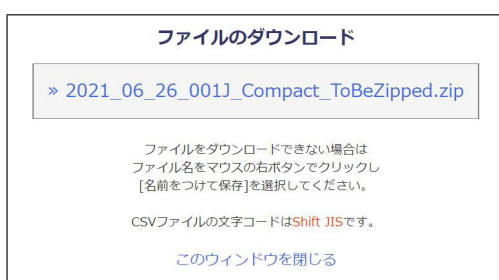 ファイルのダウンロード
» 2021_06_26_001J_Compact_ToBeZipped.zip
ファイルをダウンロードできない場合は
ファイル名をマウスの右ボタンでクリックし
[名前をつけて保存]を選択してください。
CSVファイルの文字コードはShift JISです。
このウィンドウを閉じる